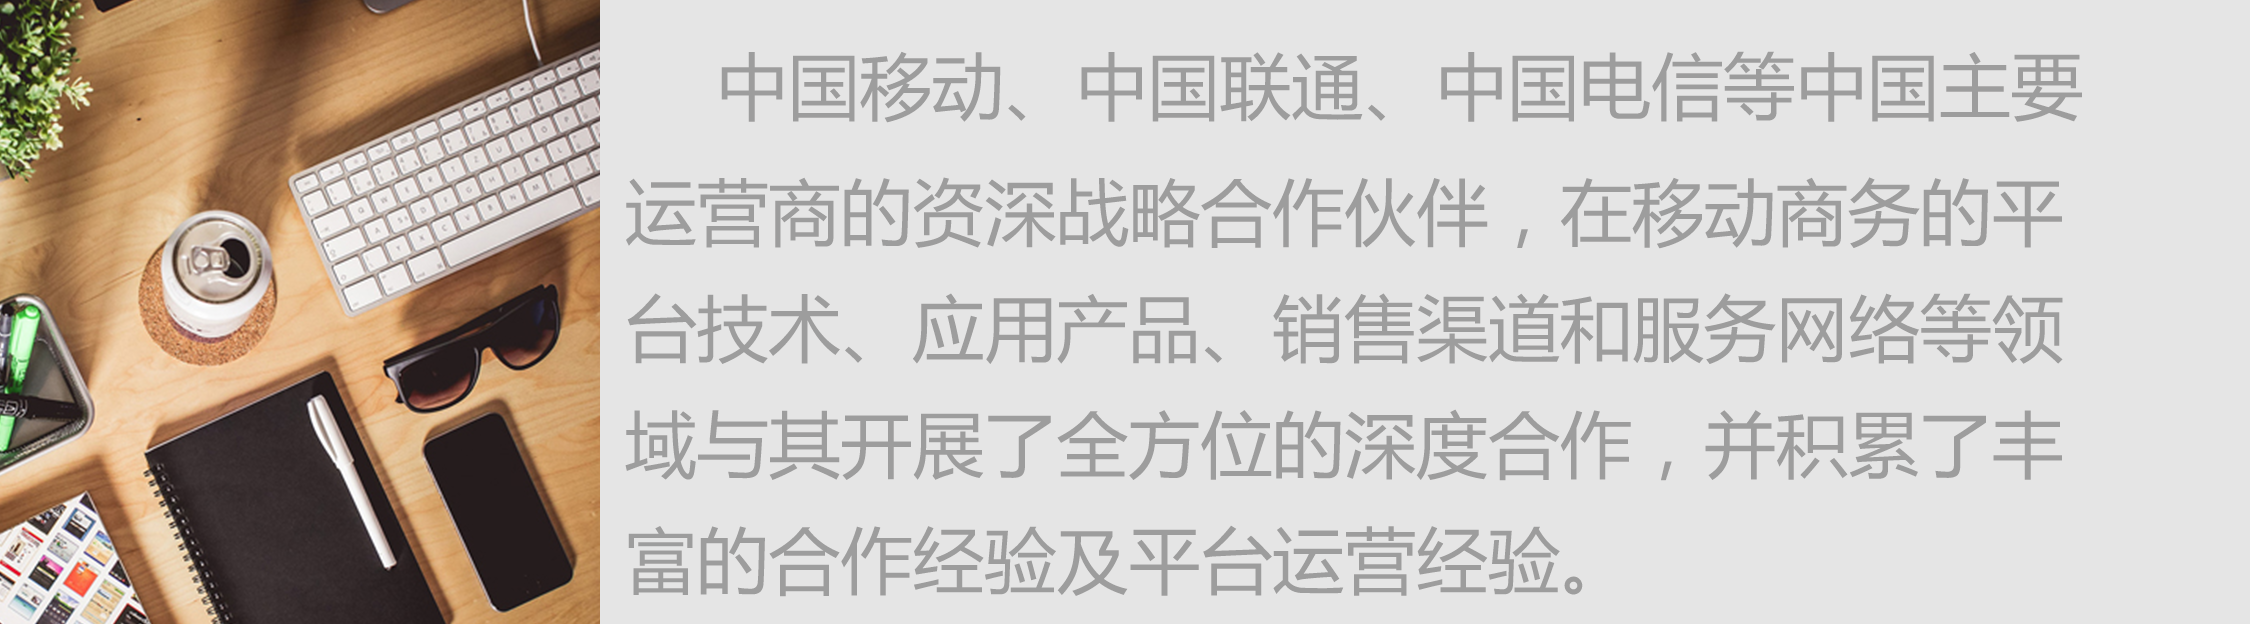 中国移动、中国联通、中国电信等中国主要
运营商的资深战略合作伙伴，在移动商务的平
台技术、应用产品、销售渠道和服务网络等领
域与其开展了全方位的深度合作，并积累了丰
富的合作经验及平台运营经验。